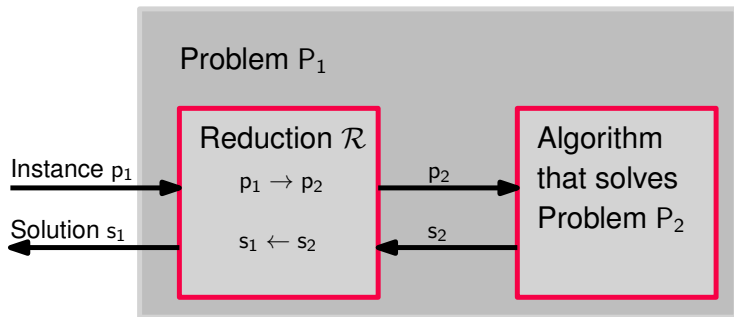 Problem P₁
Reduction ℛ
Algorithm
that solves
Problem P₂
Instance p₁
p₁ → p₂
p₂
Solution s₁
s₁ ← s₂
s₂